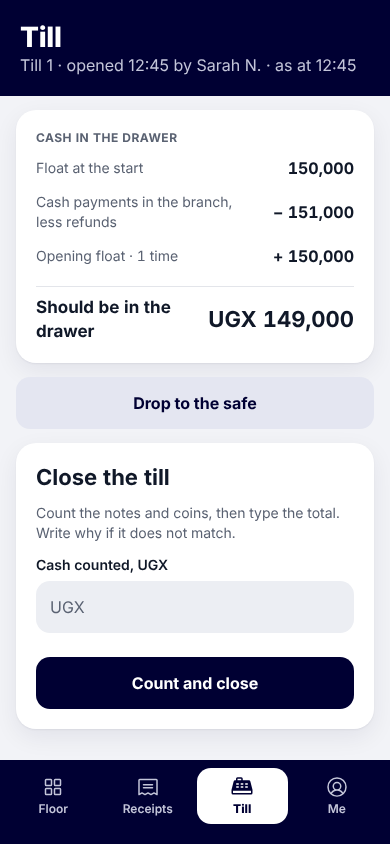 Till
Till 1 · opened 12:45 by Sarah N. · as at 12:45
CASH IN THE DRAWER
Float at the start 150,000
Cash payments in the branch,
less refunds − 151,000
Opening float · 1 time + 150,000
Should be in the
drawer UGX 149,000
Drop to the safe
Close the till
Count the notes and coins, then type the total.
Write why if it does not match.
Cash counted, UGX
UGX
Count and close
Floor Receipts Till Me